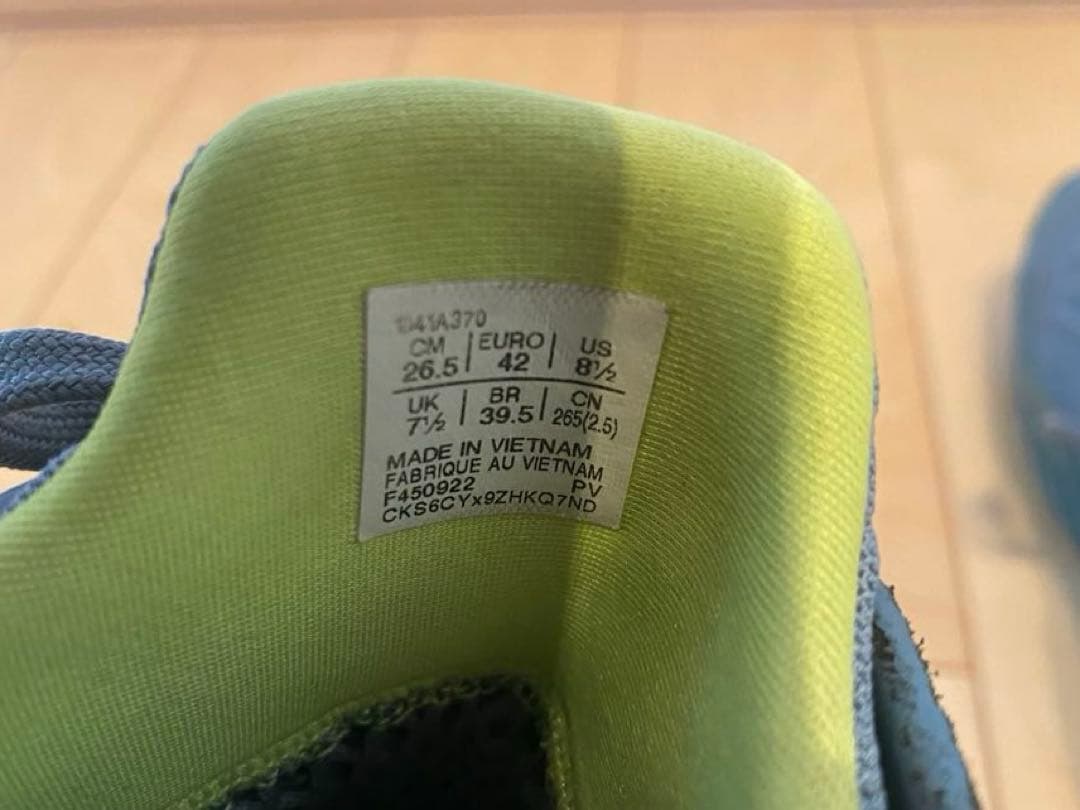 1041A370
CM | EURO | US
26.5 | 42 | 8½
UK | BR | CN
7½ | 39.5 | 265(2.5)
MADE IN VIETNAM
FABRIQUE AU VIETNAM
F450922 PV
CKS6CYx9ZHKQ7ND